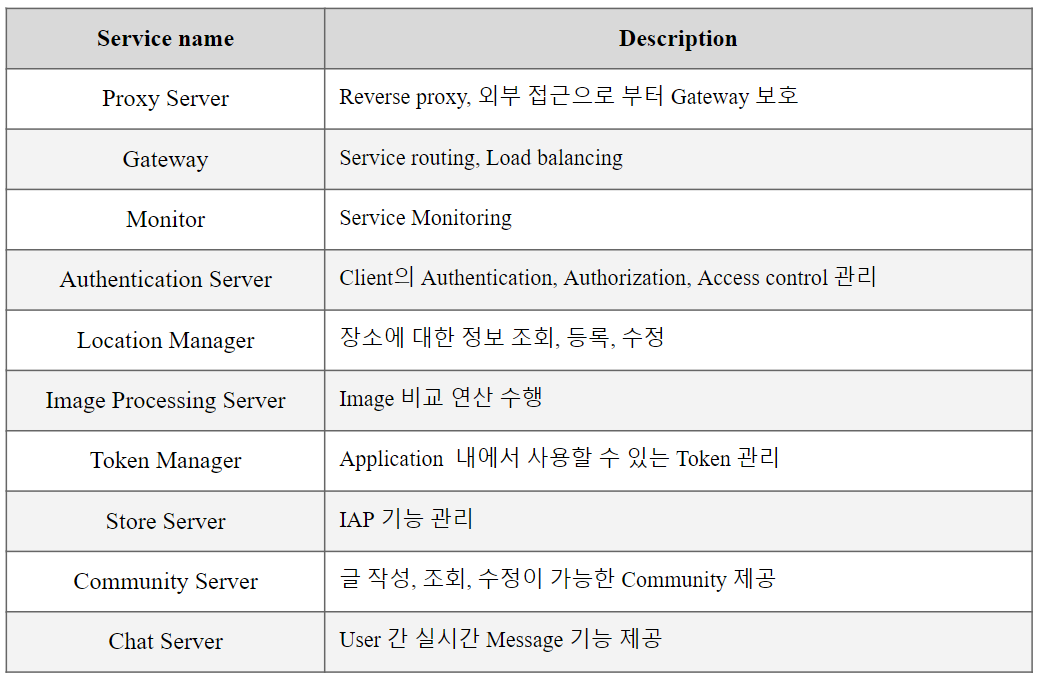 Service name Description
Proxy Server Reverse proxy, 외부 접근으로 부터 Gateway 보호
Gateway Service routing, Load balancing
Monitor Service Monitoring
Authentication Server Client의 Authentication, Authorization, Access control 관리
Location Manager 장소에 대한 정보 조회, 등록, 수정
Image Processing Server Image 비교 연산 수행
Token Manager Application 내에서 사용할 수 있는 Token 관리
Store Server IAP 기능 관리
Community Server 글 작성, 조회, 수정이 가능한 Community 제공
Chat Server User 간 실시간 Message 기능 제공